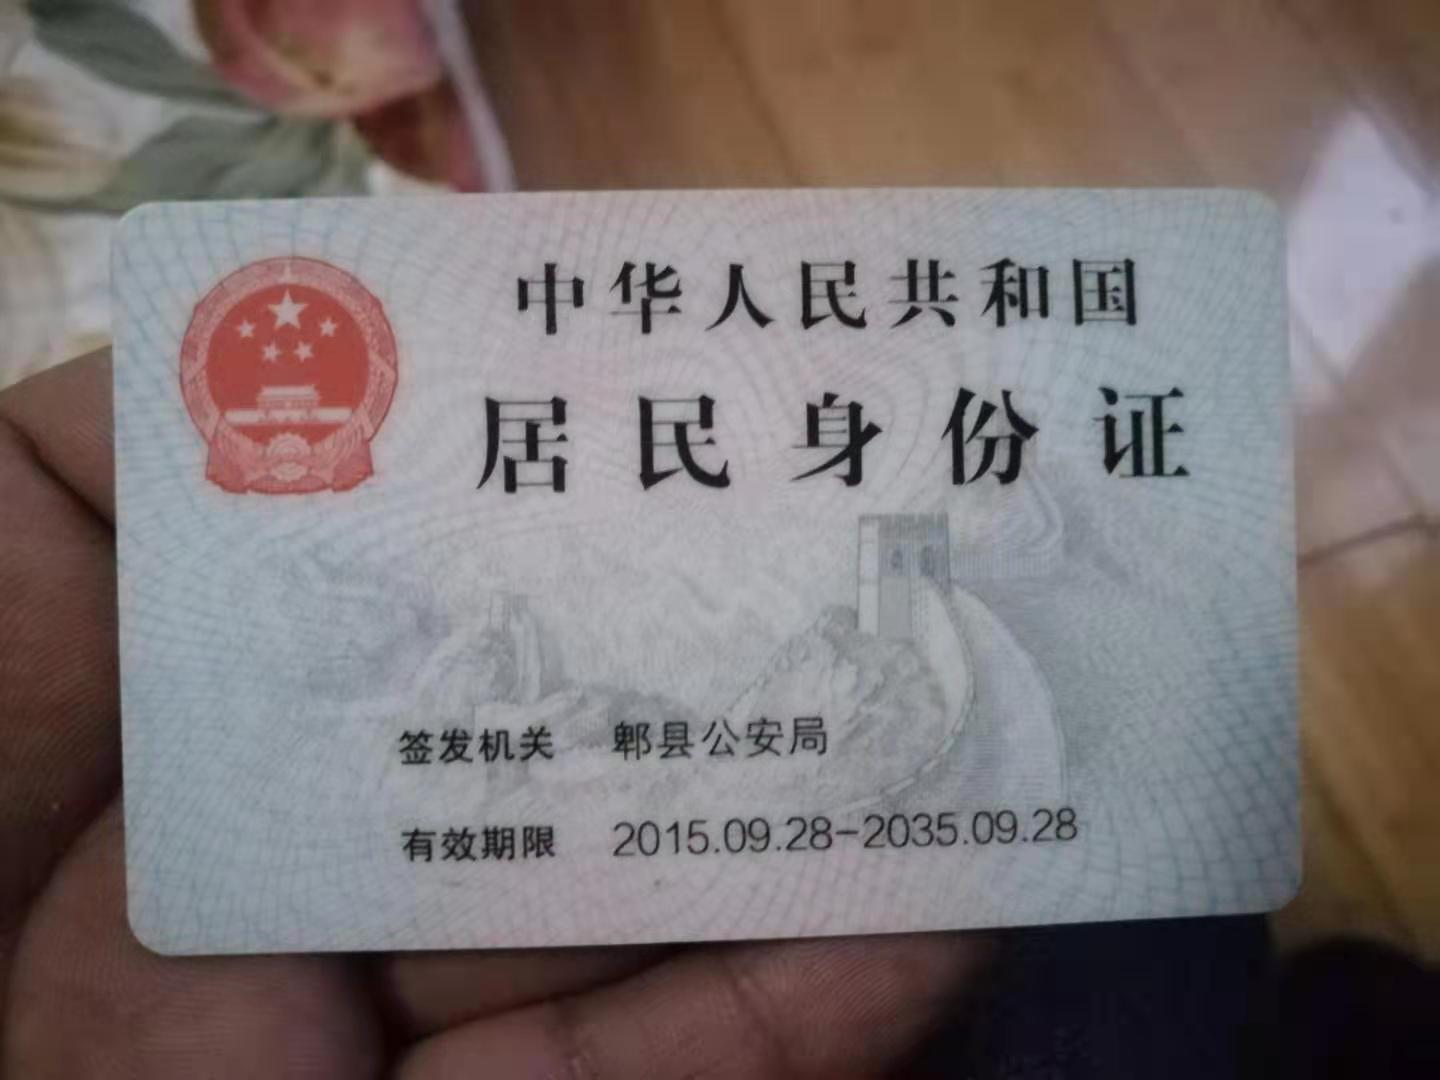 中华人民共和国
居民身份证
签发机关 郫县公安局
有效期限 2015.09.28-2035.09.28